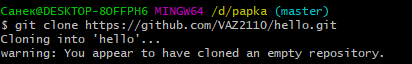 Санек@DESKTOP-8OFFPH6 MINGW64 /d/papka (master)
$ git clone https://github.com/VAZ2110/hello.git
Cloning into 'hello'...
warning: You appear to have cloned an empty repository.